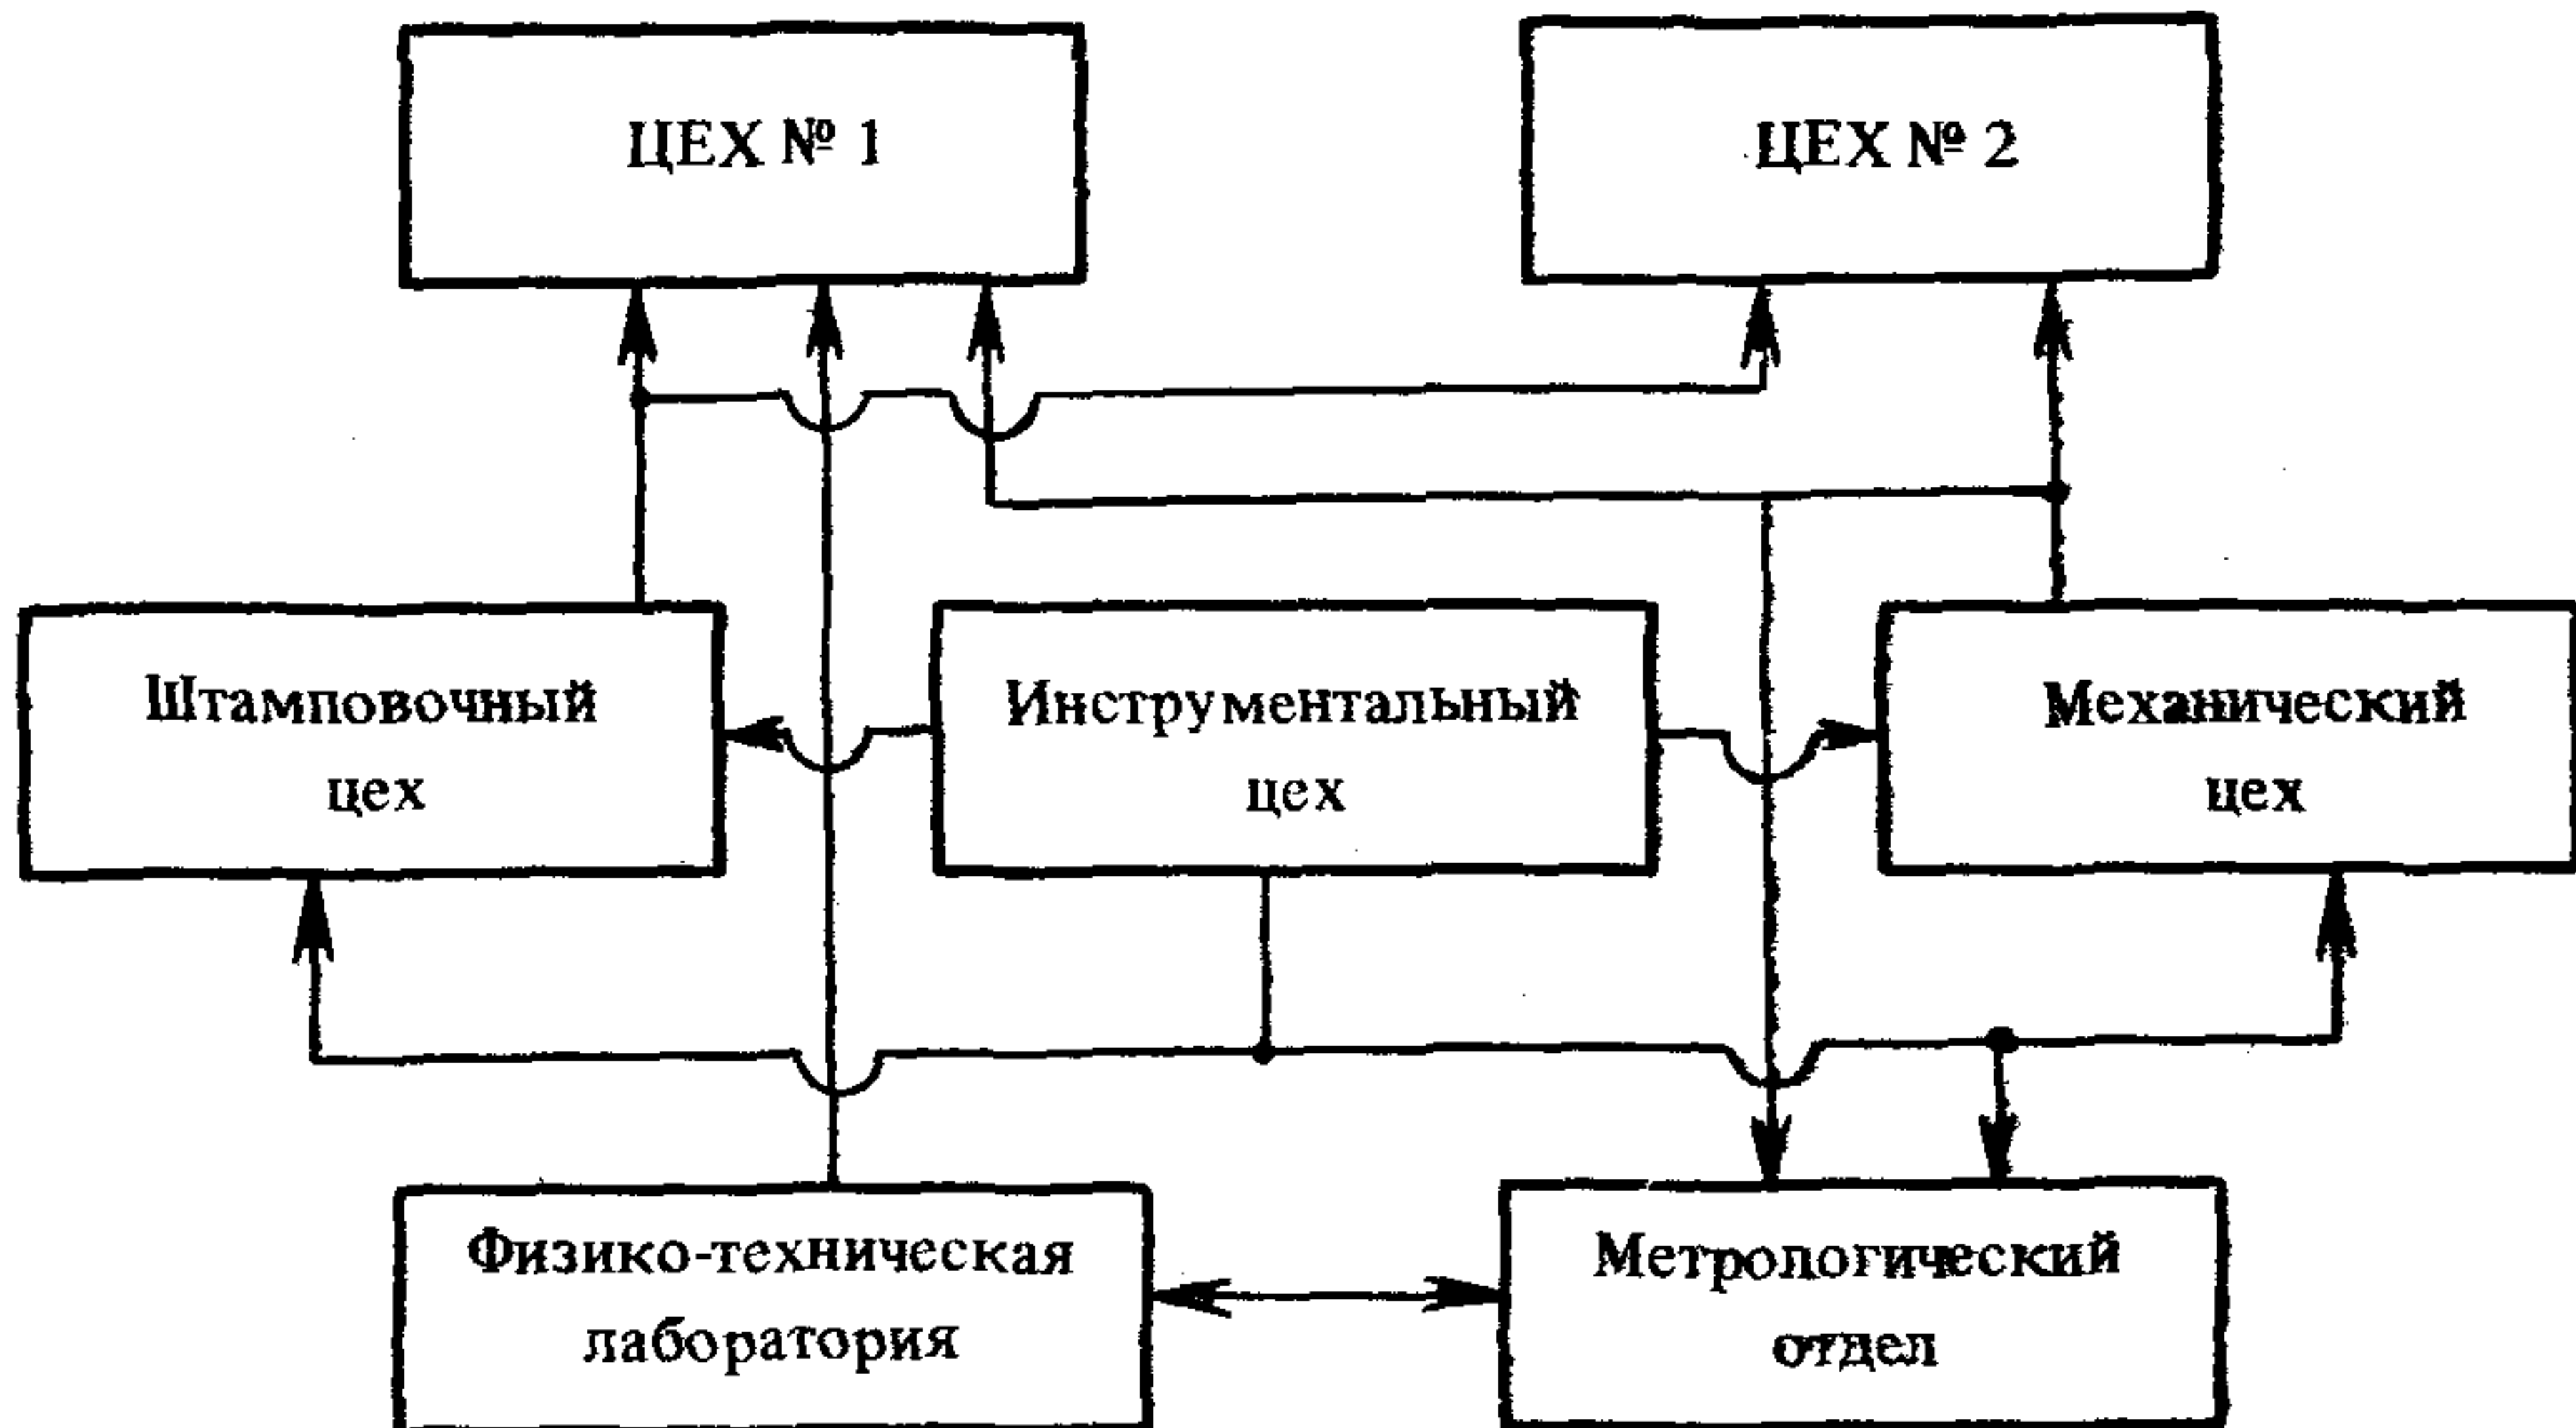 ЦЕХ № 1
ЦЕХ № 2
Штамповочный
цех
Инструментальный
цех
Механический
цех
Физико-техническая
лаборатория
Метрологический
отдел